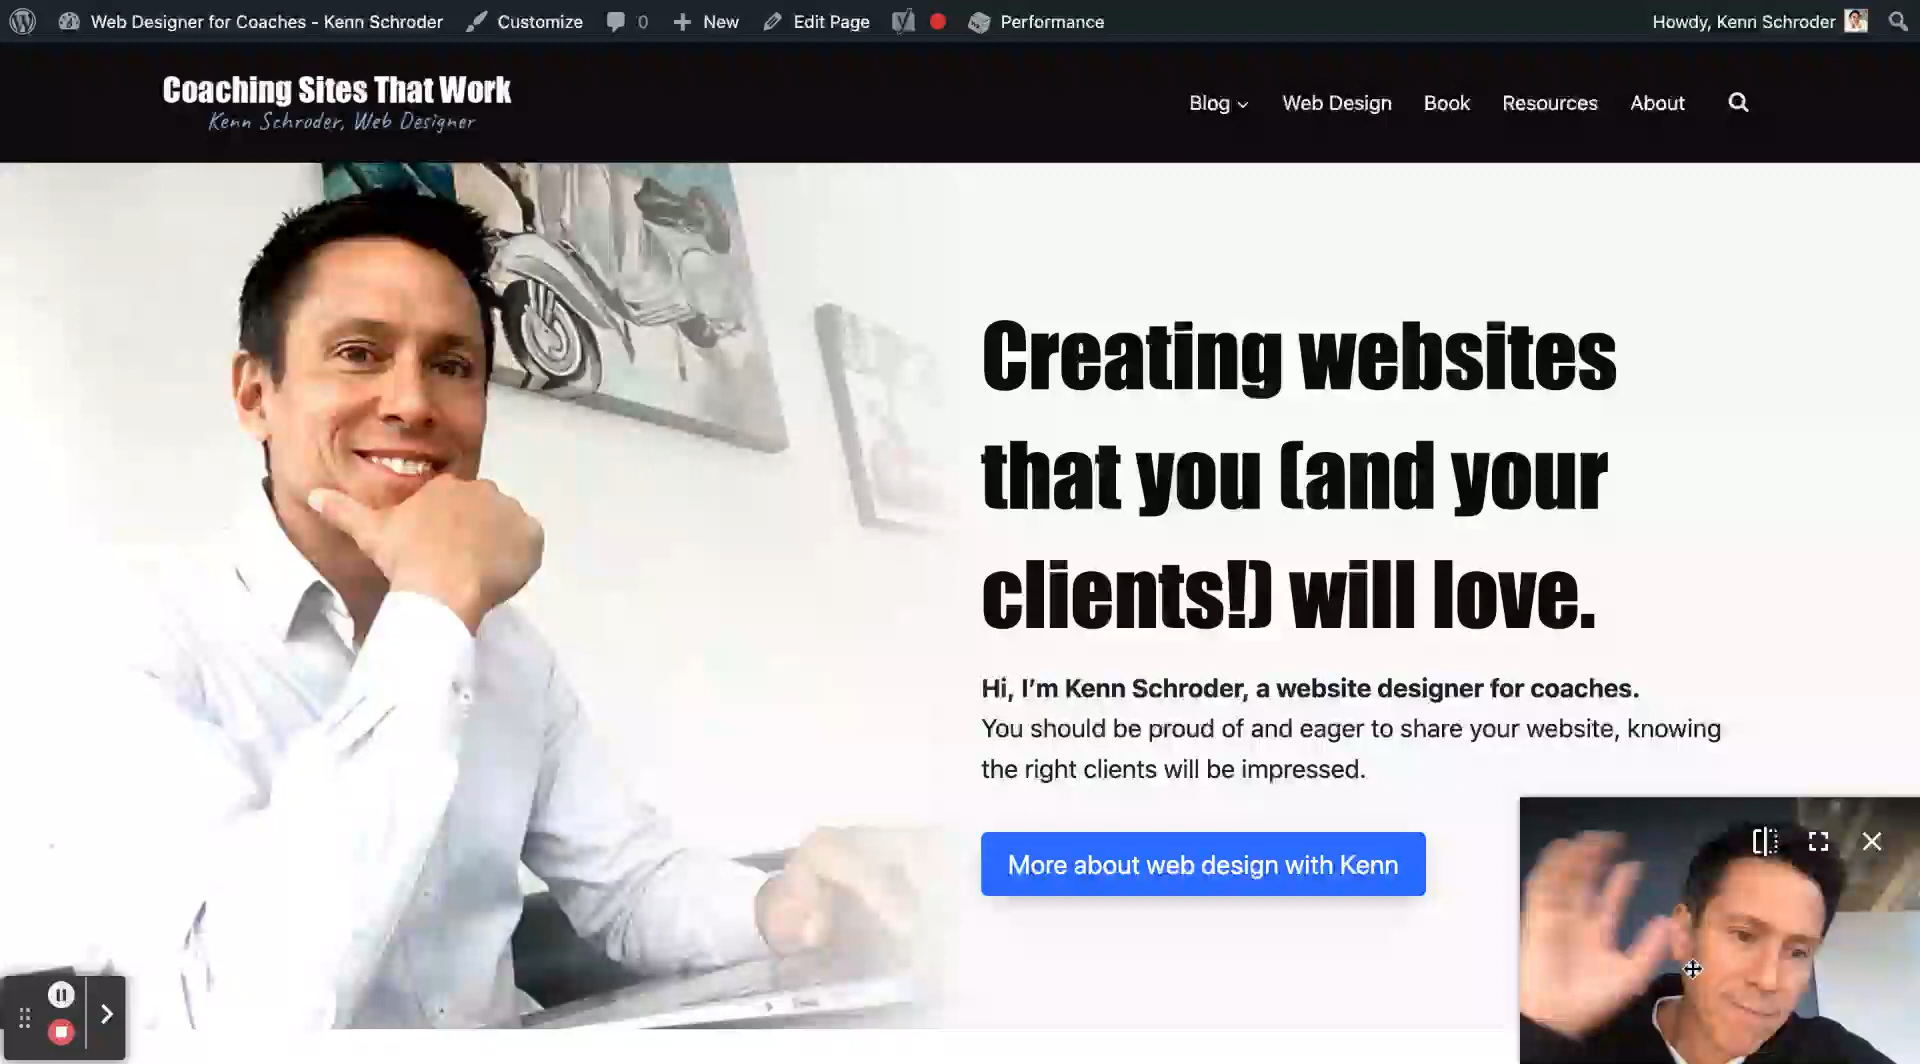 Web Designer for Coaches - Kenn Schroder Customize 0 New Edit Page Performance Howdy, Kenn Schroder
Coaching Sites That Work
Kenn Schroder, Web Designer
Blog Web Design Book Resources About
Creating websites
that you (and your
clients!) will love.
Hi, I’m Kenn Schroder, a website designer for coaches.
You should be proud of and eager to share your website, knowing
the right clients will be impressed.
More about web design with Kenn